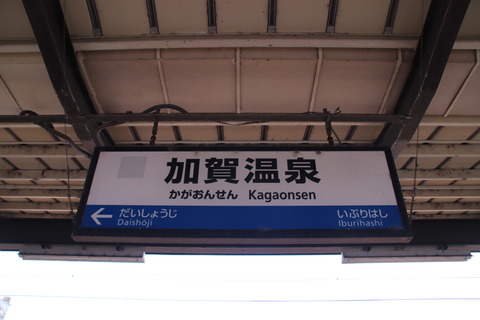 加賀温泉
かがおんせん Kagaonsen
だいしょうじ いぶりはし
Daishōji Iburihashi